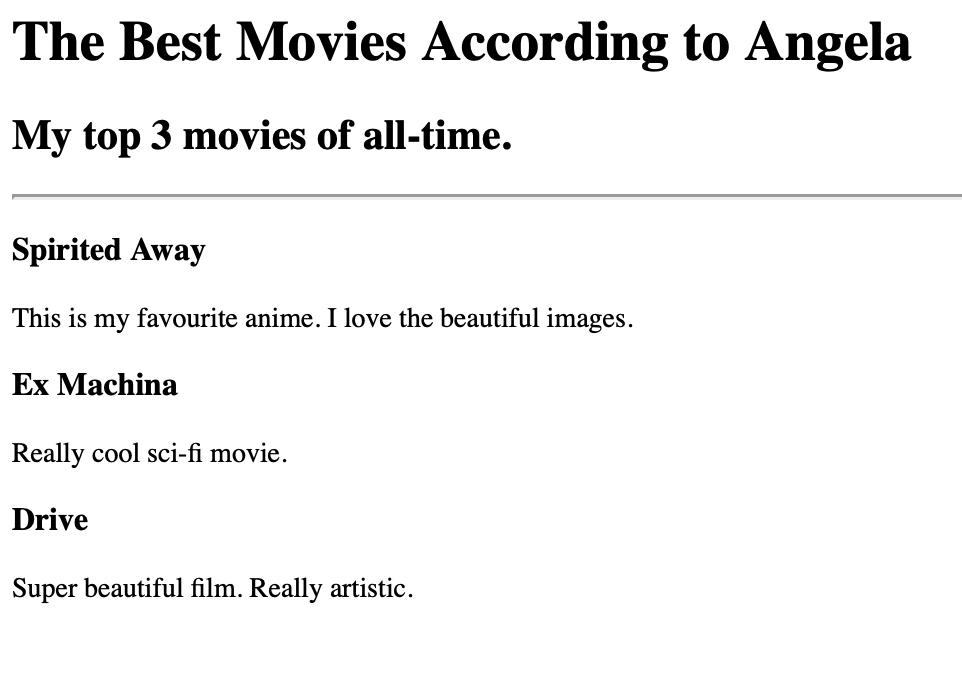 The Best Movies According to Angela
My top 3 movies of all-time.
Spirited Away
This is my favourite anime. I love the beautiful images.
Ex Machina
Really cool sci-fi movie.
Drive
Super beautiful film. Really artistic.